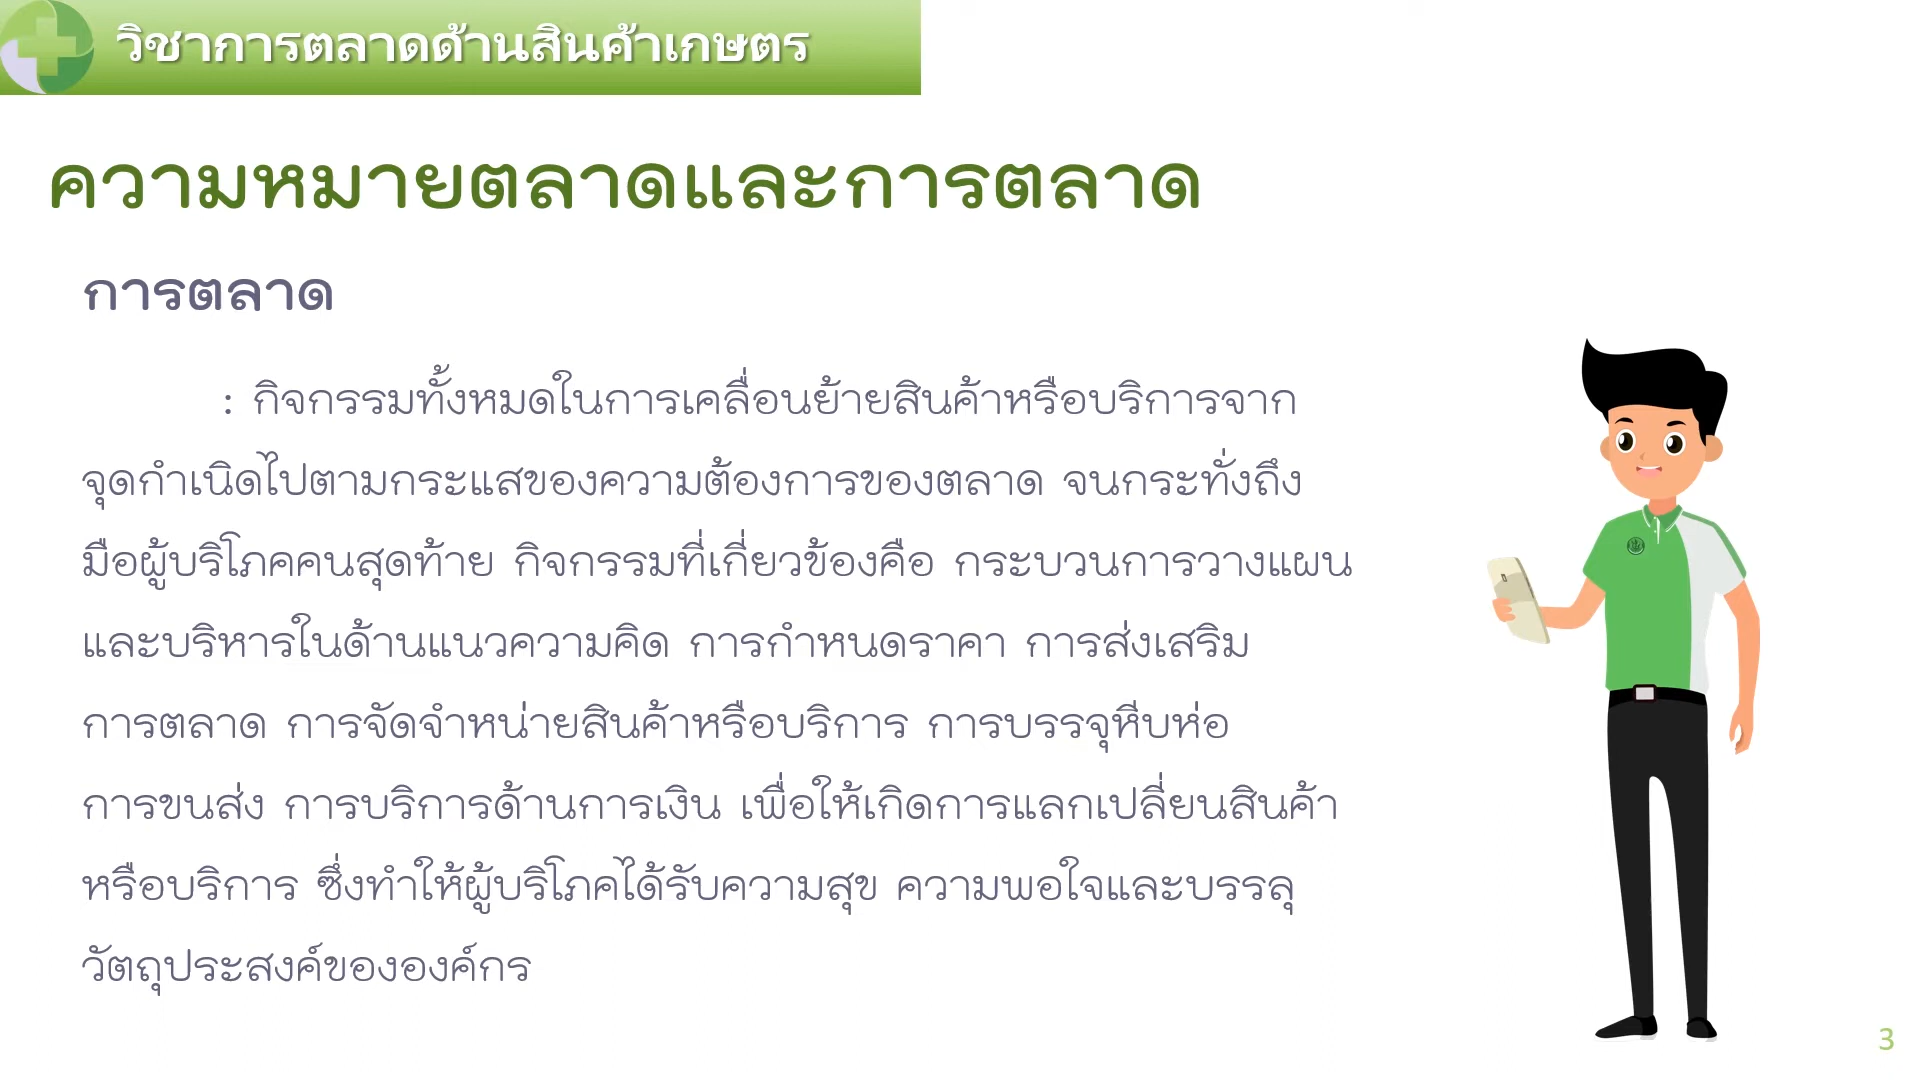 วิชาการตลาดด้านสินค้าเกษตร
ความหมายตลาดและการตลาด
การตลาด
: กิจกรรมทั้งหมดในการเคลื่อนย้ายสินค้าหรือบริการจาก
จุดกำเนิดไปตามกระแสของความต้องการของตลาด จนกระทั่งถึง
มือผู้บริโภคคนสุดท้าย กิจกรรมที่เกี่ยวข้องคือ กระบวนการวางแผน
และบริหารในด้านแนวความคิด การกำหนดราคา การส่งเสริม
การตลาด การจัดจำหน่ายสินค้าหรือบริการ การบรรจุหีบห่อ
การขนส่ง การบริการด้านการเงิน เพื่อให้เกิดการแลกเปลี่ยนสินค้า
หรือบริการ ซึ่งทำให้ผู้บริโภคได้รับความสุข ความพอใจและบรรลุ
วัตถุประสงค์ขององค์กร
3